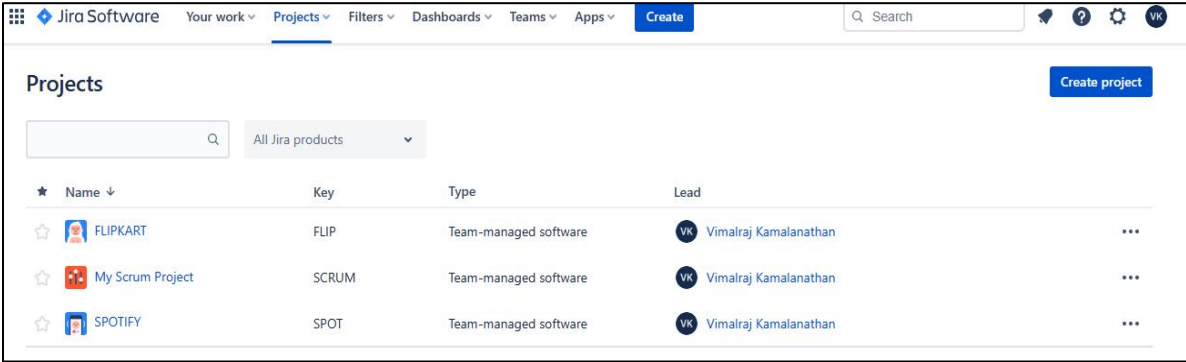 Jira Software Your work Projects Filters Dashboards Teams Apps Create Search VK
Projects Create project
All Jira products
Name Key Type Lead
FLIPKART FLIP Team-managed software VK Vimalraj Kamalanathan
My Scrum Project SCRUM Team-managed software VK Vimalraj Kamalanathan
SPOTIFY SPOT Team-managed software VK Vimalraj Kamalanathan